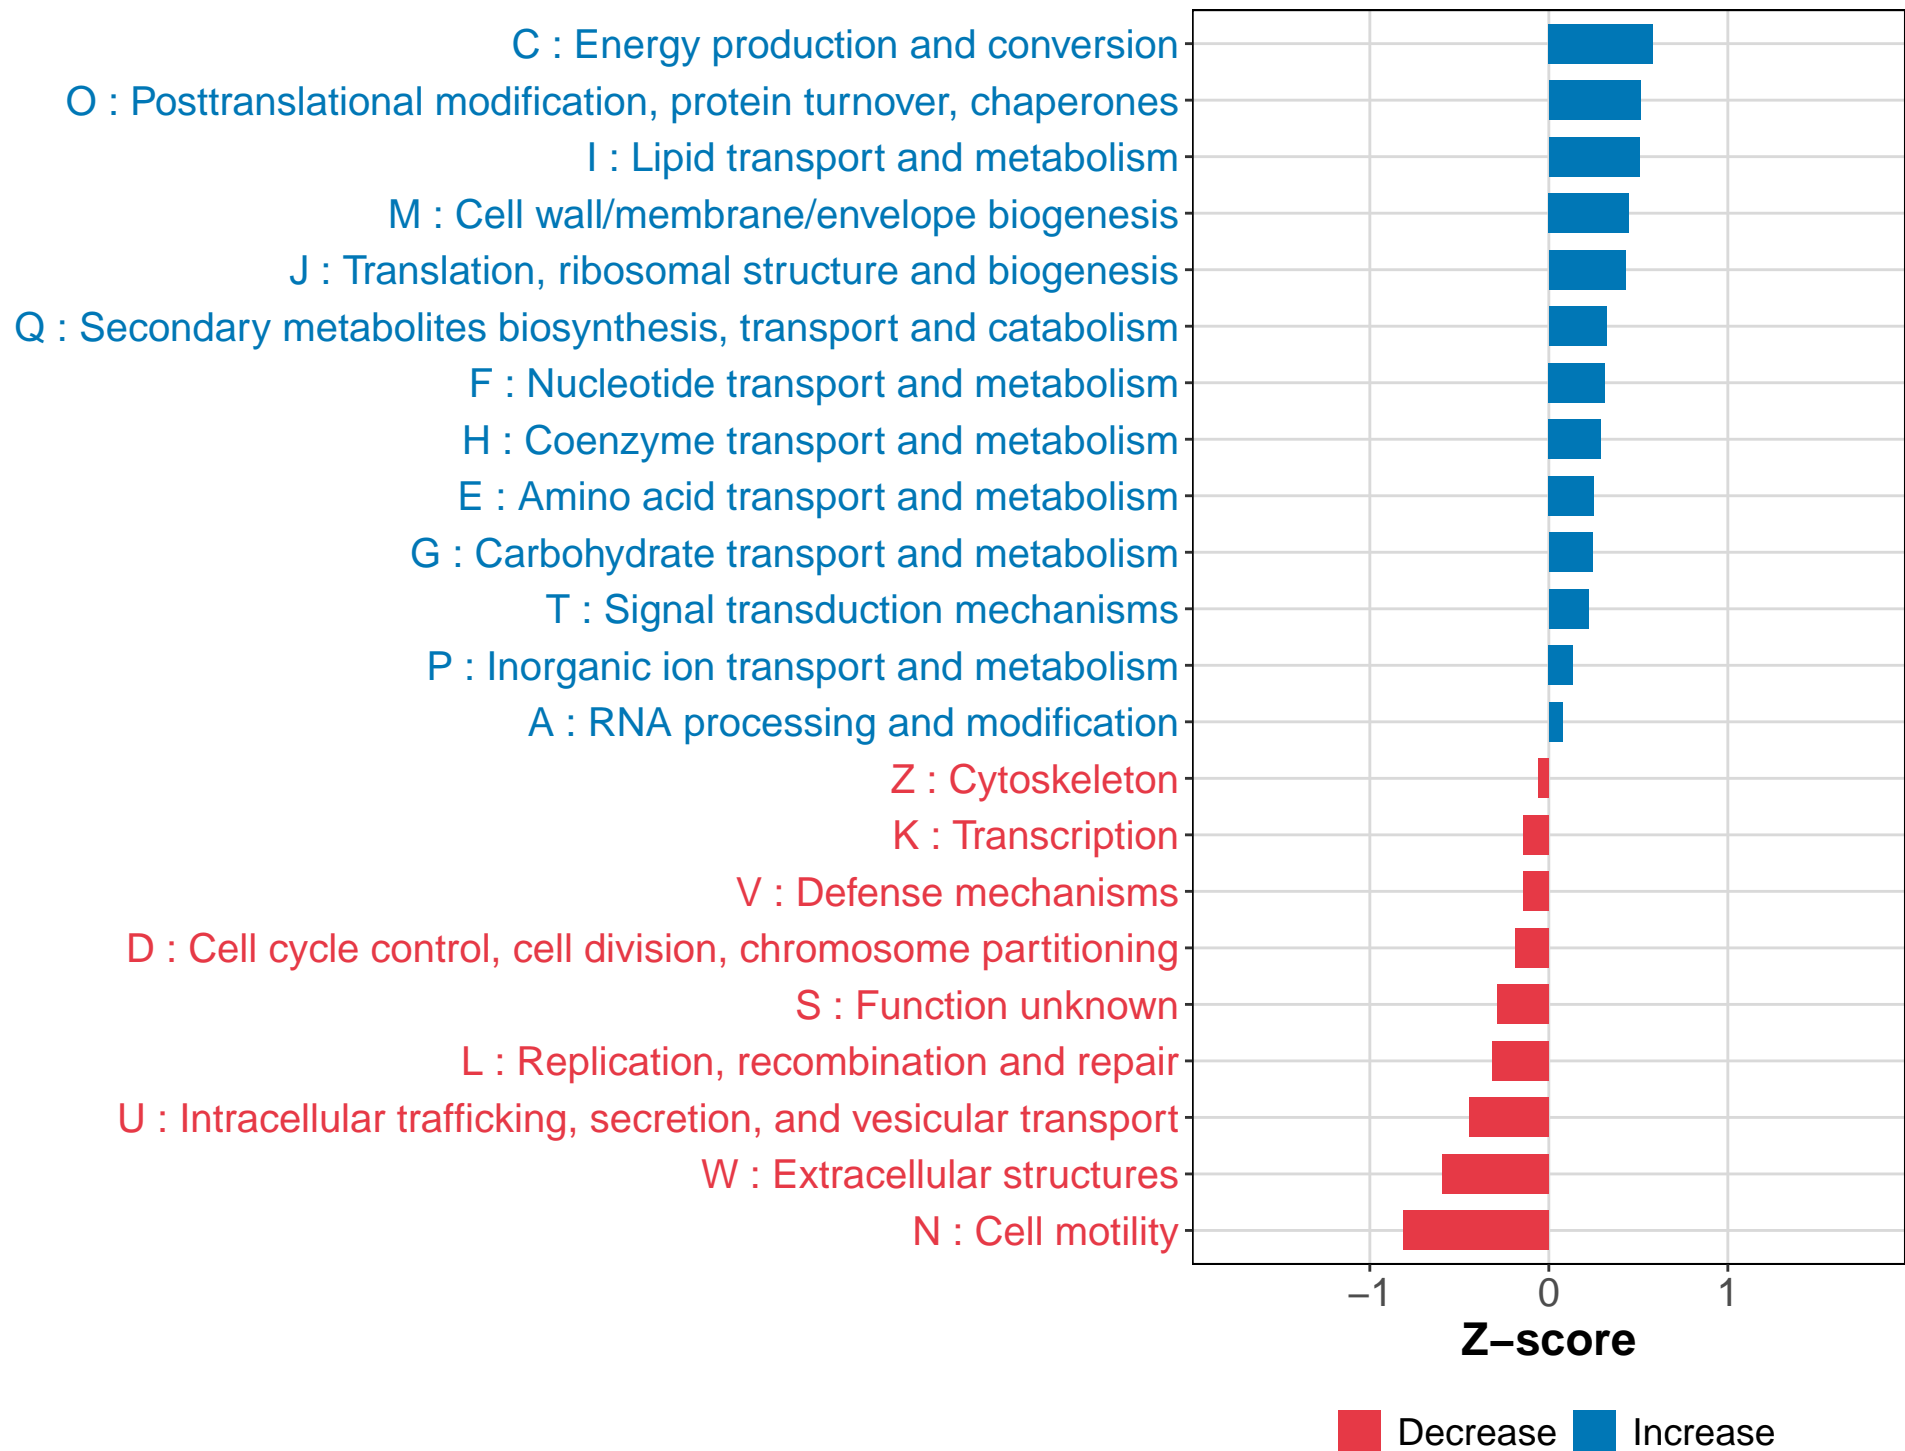 C : Energy production and conversion
O : Posttranslational modification, protein turnover, chaperones
I : Lipid transport and metabolism
M : Cell wall/membrane/envelope biogenesis
J : Translation, ribosomal structure and biogenesis
Q : Secondary metabolites biosynthesis, transport and catabolism
F : Nucleotide transport and metabolism
H : Coenzyme transport and metabolism
E : Amino acid transport and metabolism
G : Carbohydrate transport and metabolism
T : Signal transduction mechanisms
P : Inorganic ion transport and metabolism
A : RNA processing and modification
Z : Cytoskeleton
K : Transcription
V : Defense mechanisms
D : Cell cycle control, cell division, chromosome partitioning
S : Function unknown
L : Replication, recombination and repair
U : Intracellular trafficking, secretion, and vesicular transport
W : Extracellular structures
N : Cell motility
−1 0 1
Z−score
Decrease Increase